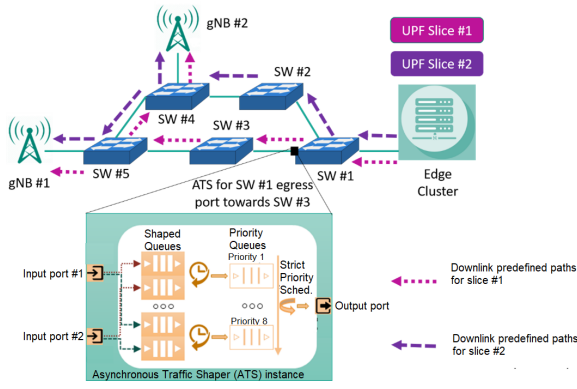 gNB #2
UPF Slice #1
UPF Slice #2
SW #2
SW #4
SW #3
gNB #1
SW #5
SW #1
Edge
Cluster
ATS for SW #1 egress
port towards SW #3
Shaped
Queues
Priority
Queues
Priority 1
Strict
Priority
Sched.
Input port #1
Output port
Input port #2
Priority 8
Asynchronous Traffic Shaper (ATS) instance
Downlink predefined paths
for slice #1
Downlink predefined paths
for slice #2